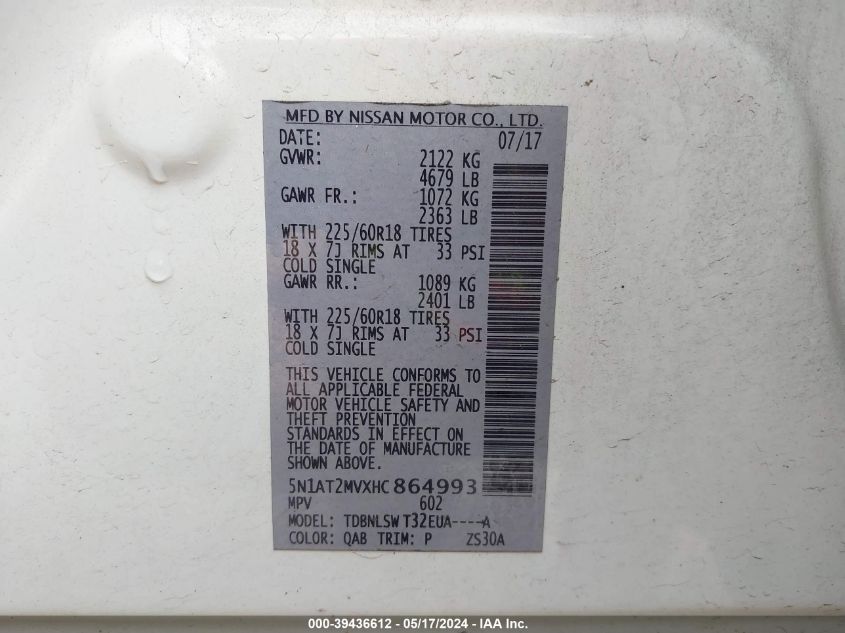 MFD BY NISSAN MOTOR CO., LTD.
DATE: 07/17
GVWR: 2122 KG
4679 LB
GAWR FR.: 1072 KG
2363 LB
WITH 225/60R18 TIRES
18 X 7J RIMS AT 33 PSI
COLD SINGLE
GAWR RR.: 1089 KG
2401 LB
WITH 225/60R18 TIRES
18 X 7J RIMS AT 33 PSI
COLD SINGLE
THIS VEHICLE CONFORMS TO
ALL APPLICABLE FEDERAL
MOTOR VEHICLE SAFETY AND
THEFT PREVENTION
STANDARDS IN EFFECT ON
THE DATE OF MANUFACTURE
SHOWN ABOVE.
5N1AT2MVXHC864993
MPV 602
MODEL: TDBNLSW T32EUA----A
COLOR: QAB TRIM: P ZS30A
000-39436612 - 05/17/2024 - IAA Inc.